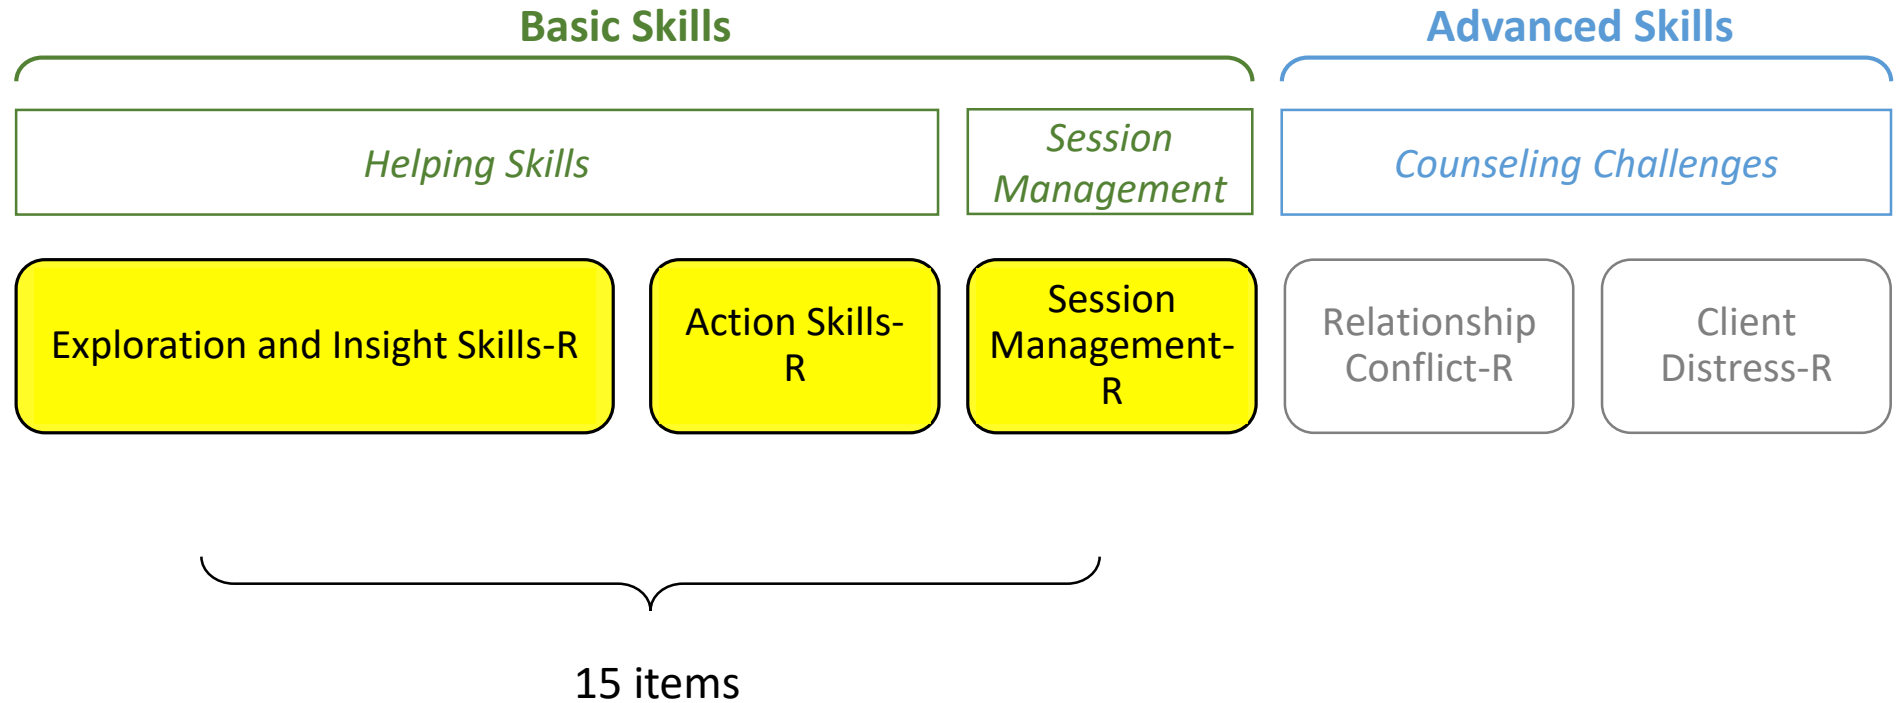 Basic Skills
Advanced Skills
Helping Skills
Session
Management
Counseling Challenges
Exploration and Insight Skills-R
Action Skills-
R
Session
Management-
R
Relationship
Conflict-R
Client
Distress-R
15 items